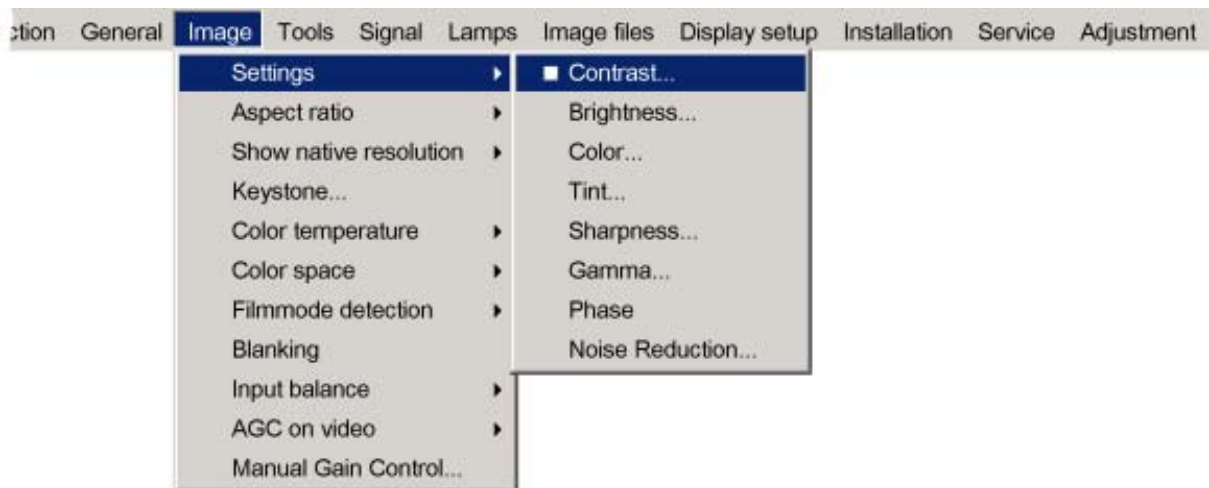 ction General Image Tools Signal Lamps Image files Display setup Installation Service Adjustment
Settings
Aspect ratio
Show native resolution
Keystone...
Color temperature
Color space
Filmmode detection
Blanking
Input balance
AGC on video
Manual Gain Control...
Contrast...
Brightness...
Color...
Tint...
Sharpness...
Gamma...
Phase
Noise Reduction...